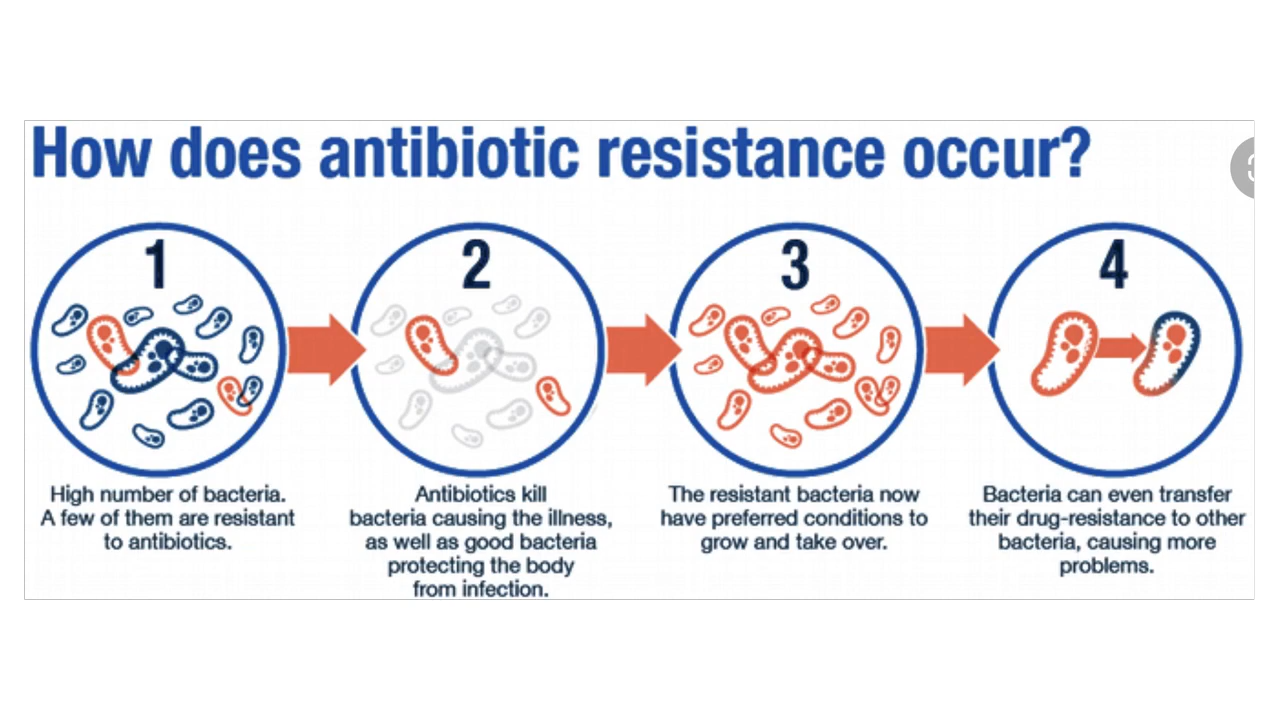 How does antibiotic resistance occur?
1
2
3
4
High number of bacteria.
A few of them are resistant
to antibiotics.
Antibiotics kill
bacteria causing the illness,
as well as good bacteria
protecting the body
from infection.
The resistant bacteria now
have preferred conditions to
grow and take over.
Bacteria can even transfer
their drug-resistance to other
bacteria, causing more
problems.